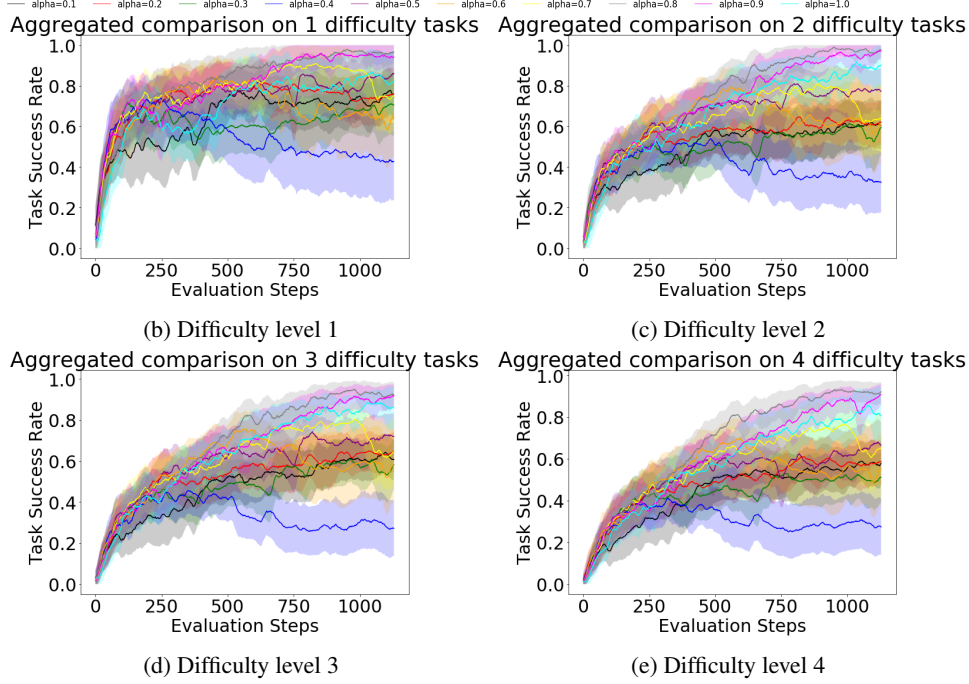 alpha=0.1 alpha=0.2 alpha=0.3 alpha=0.4 alpha=0.5 alpha=0.6 alpha=0.7 alpha=0.8 alpha=0.9 alpha=1.0
Aggregated comparison on 1 difficulty tasks
Task Success Rate
1.0
0.8
0.6
0.4
0.2
0.0
0 250 500 750 1000
Evaluation Steps
(b) Difficulty level 1
Aggregated comparison on 2 difficulty tasks
Task Success Rate
1.0
0.8
0.6
0.4
0.2
0.0
0 250 500 750 1000
Evaluation Steps
(c) Difficulty level 2
Aggregated comparison on 3 difficulty tasks
Task Success Rate
1.0
0.8
0.6
0.4
0.2
0.0
0 250 500 750 1000
Evaluation Steps
(d) Difficulty level 3
Aggregated comparison on 4 difficulty tasks
Task Success Rate
1.0
0.8
0.6
0.4
0.2
0.0
0 250 500 750 1000
Evaluation Steps
(e) Difficulty level 4